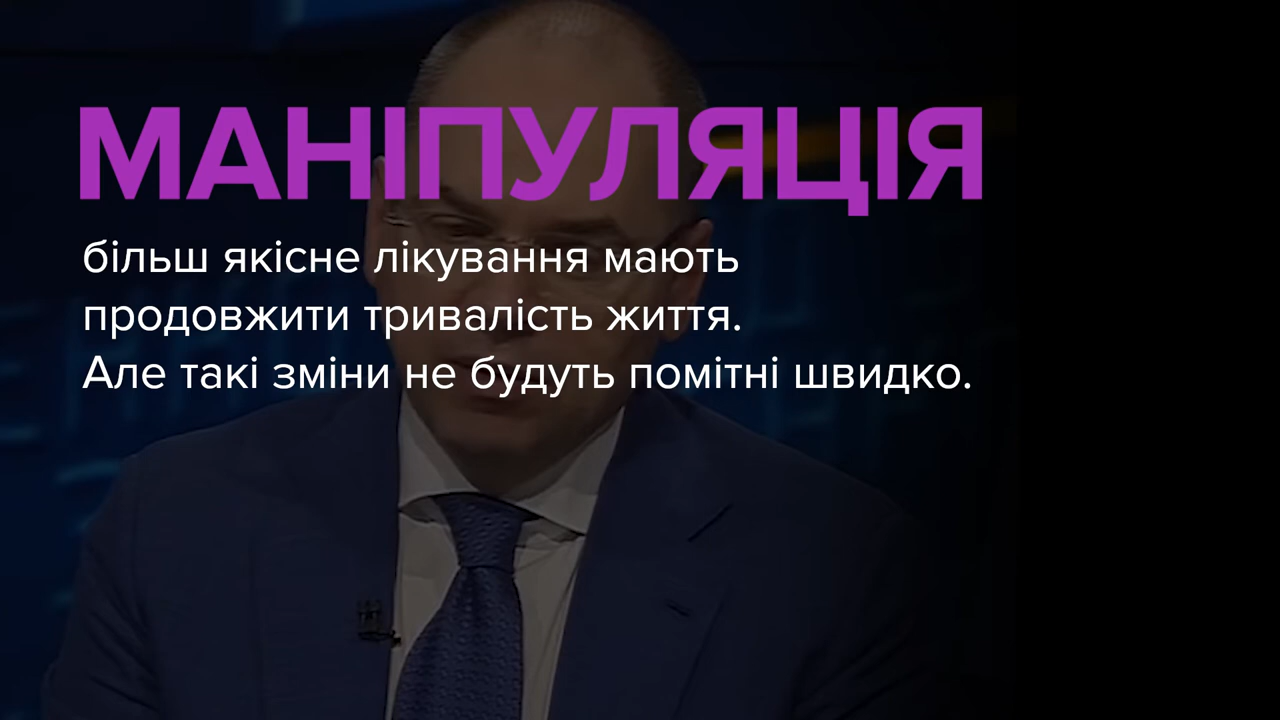 МАНІПУЛЯЦІЯ
більш якісне лікування мають
продовжити тривалість життя.
Але такі зміни не будуть помітні швидко.